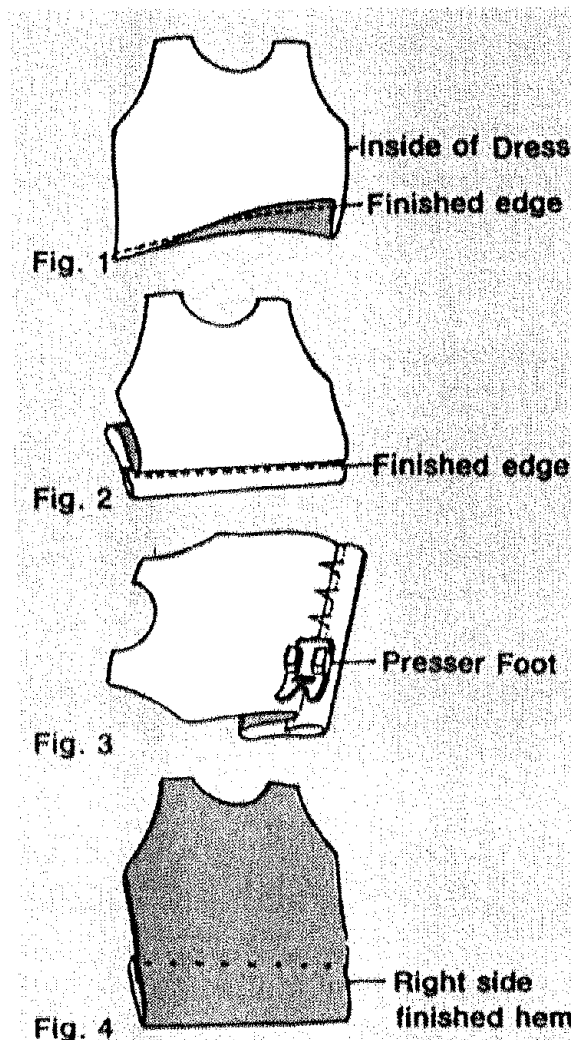 Inside of Dress
Finished edge
Fig. 1
Finished edge
Fig. 2
Presser Foot
Fig. 3
Right side
finished hem
Fig. 4